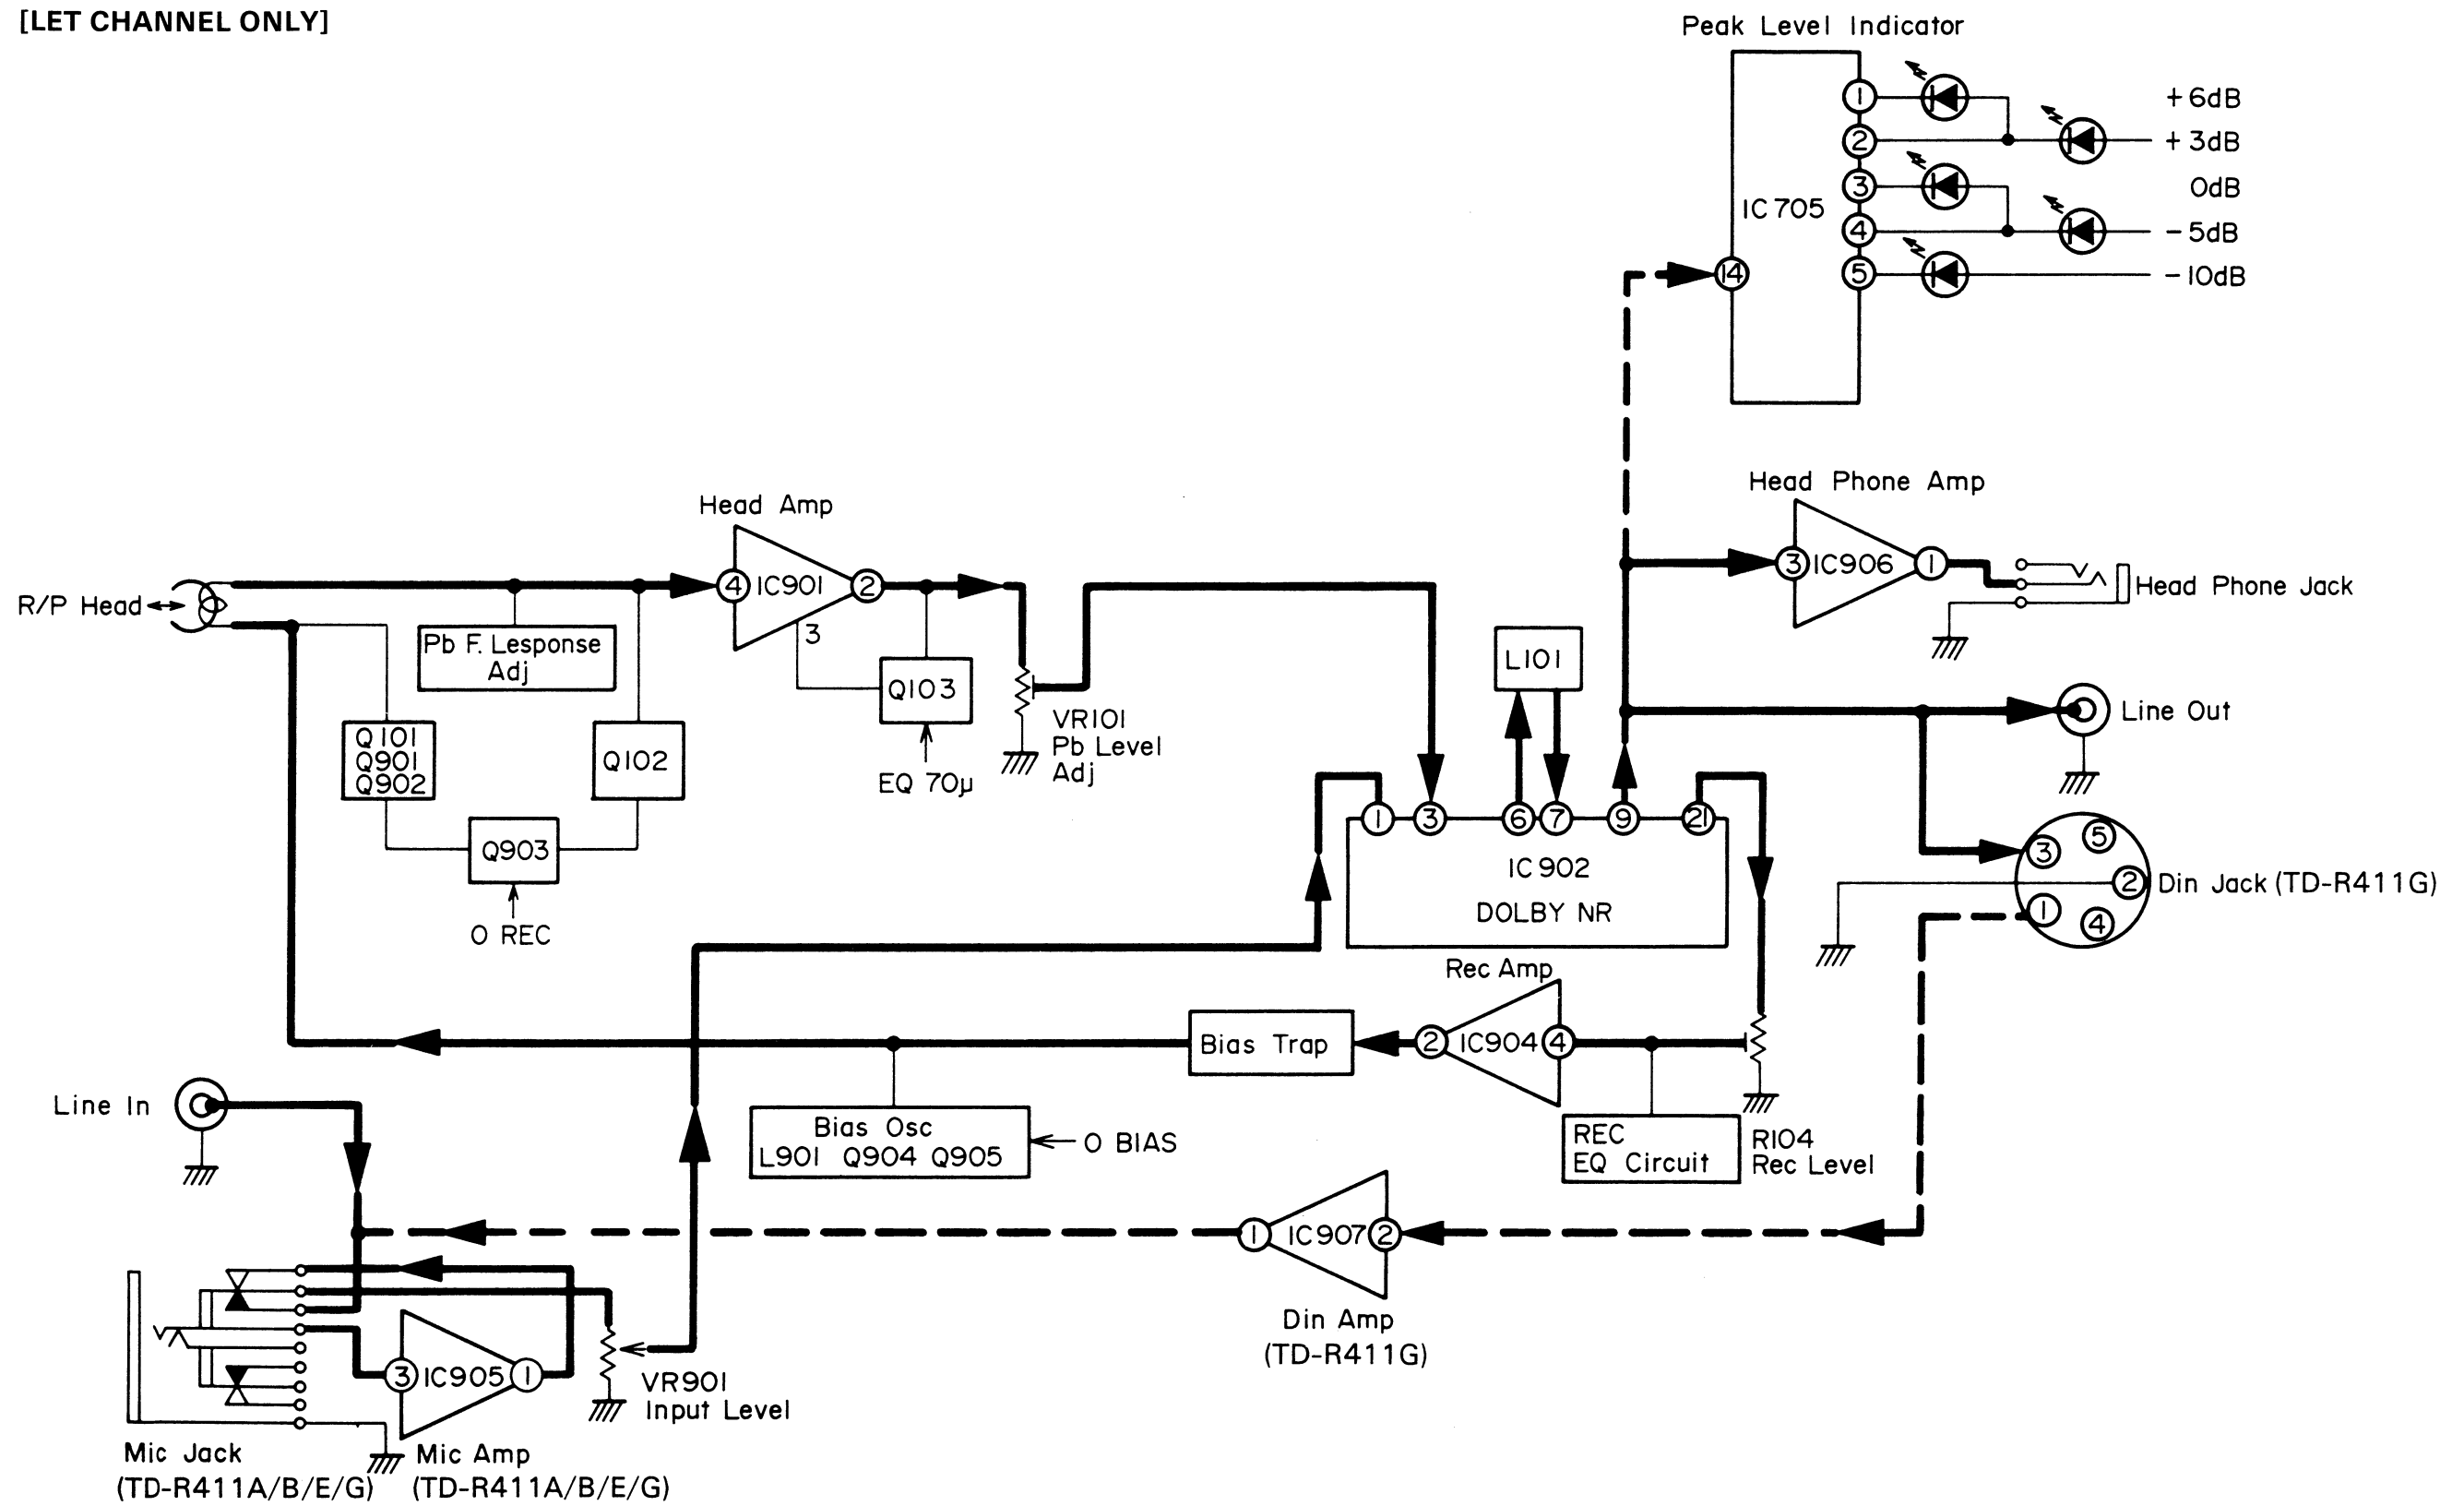 [LET CHANNEL ONLY]
Peak Level Indicator
1
+6dB
2
+3dB
3
0dB
IC705
4
-5dB
14
5
-10dB
Head Phone Amp
3
IC906
1
Head Phone Jack
Head Amp
4
IC901
2
3
R/P Head
Pb F. Lesponse
Adj
Q103
EQ 70μ
VR101
Pb Level
Adj
L101
Line Out
Q101
Q901
Q902
Q102
Q903
O REC
1
3
6
7
9
21
IC902
DOLBY NR
3
5
2
1
4
Din Jack (TD-R411G)
Rec Amp
Bias Trap
2
IC904
4
Line In
Bias Osc
L901 Q904 Q905
O BIAS
REC
EQ Circuit
R104
Rec Level
1
IC907
2
Din Amp
(TD-R411G)
3
IC905
1
VR901
Input Level
Mic Jack
(TD-R411A/B/E/G)
Mic Amp
(TD-R411A/B/E/G)